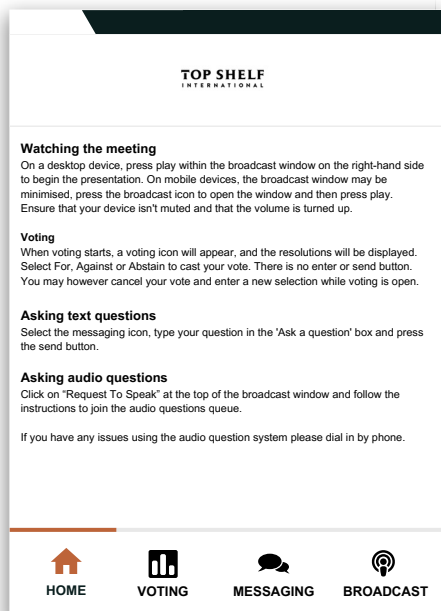 TOP SHELF
INTERNATIONAL
Watching the meeting
On a desktop device, press play within the broadcast window on the right-hand side
to begin the presentation. On mobile devices, the broadcast window may be
minimised, press the broadcast icon to open the window and then press play.
Ensure that your device isn't muted and that the volume is turned up.
Voting
When voting starts, a voting icon will appear, and the resolutions will be displayed.
Select For, Against or Abstain to cast your vote. There is no enter or send button.
You may however cancel your vote and enter a new selection while voting is open.
Asking text questions
Select the messaging icon, type your question in the 'Ask a question' box and press
the send button.
Asking audio questions
Click on “Request To Speak” at the top of the broadcast window and follow the
instructions to join the audio questions queue.
If you have any issues using the audio question system please dial in by phone.
HOME VOTING MESSAGING BROADCAST